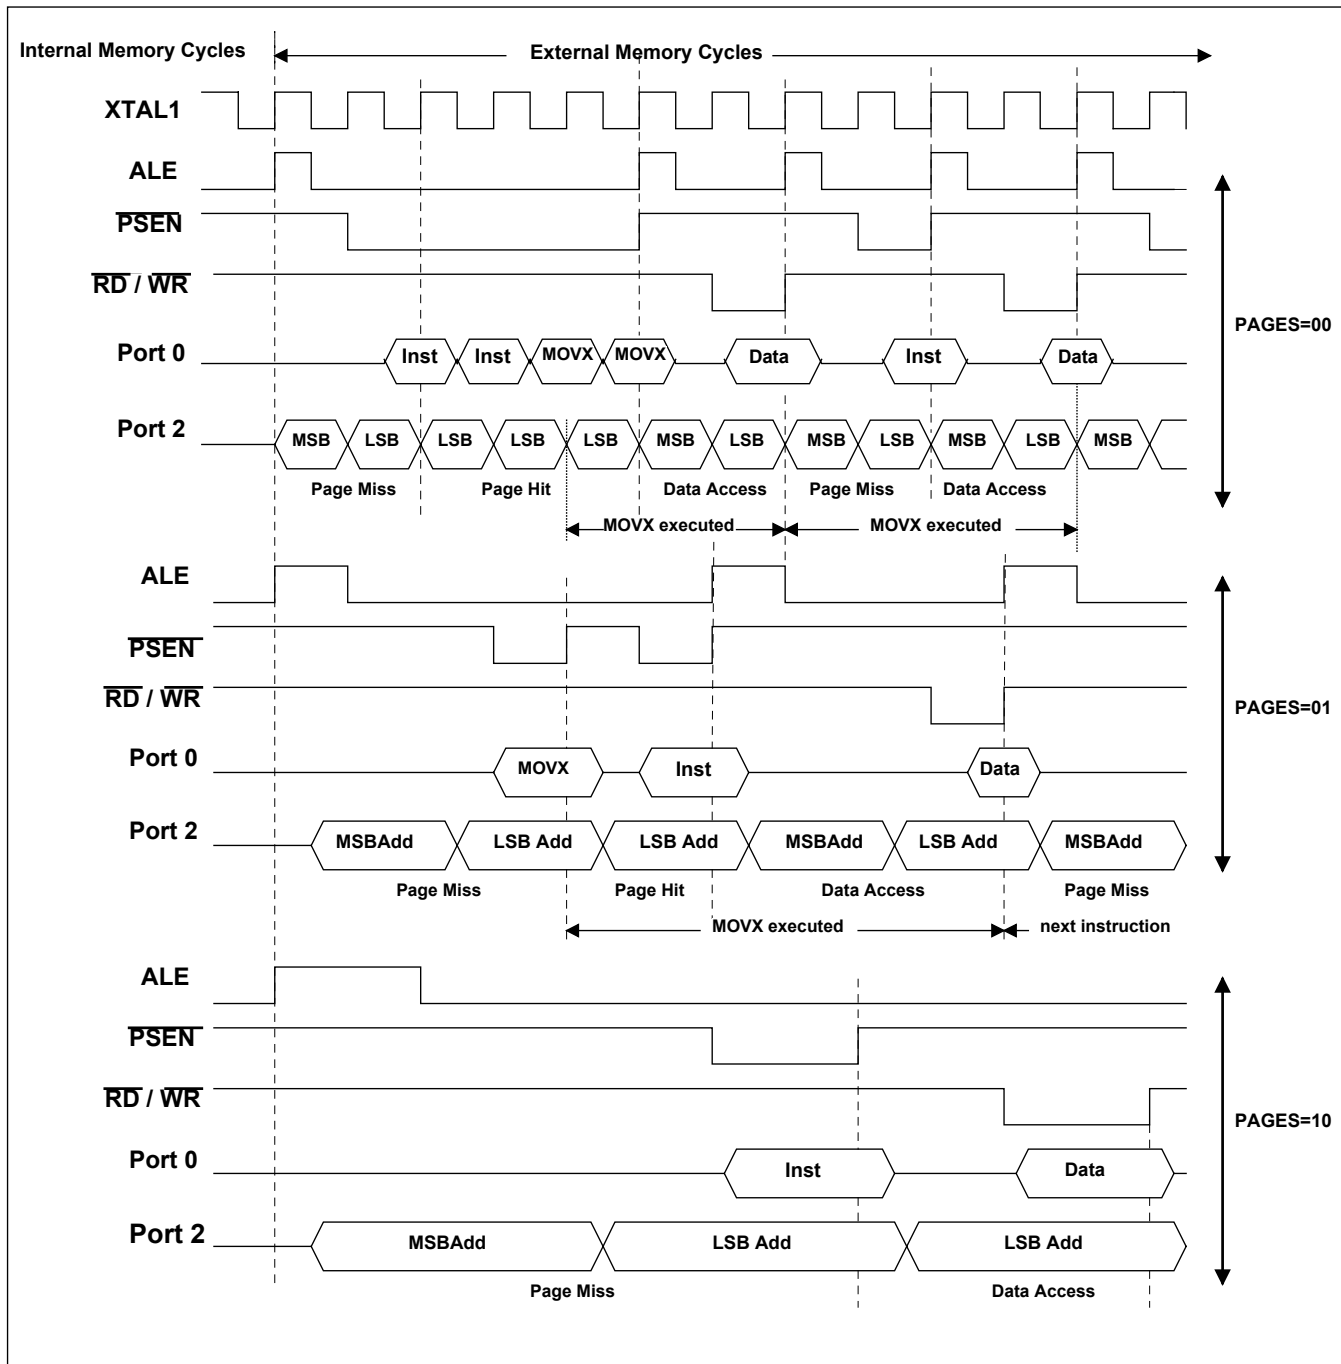 Internal Memory Cycles External Memory Cycles
XTAL1
ALE
PSEN
RD / WR
PAGES=00
Port 0 Inst Inst MOVX MOVX Data Inst Data
Port 2 MSB LSB LSB LSB LSB MSB LSB MSB LSB MSB LSB MSB
Page Miss Page Hit Data Access Page Miss Data Access
MOVX executed MOVX executed
ALE
PSEN
RD / WR
PAGES=01
Port 0 MOVX Inst Data
Port 2 MSBAdd LSB Add LSB Add MSBAdd LSB Add MSBAdd
Page Miss Page Hit Data Access Page Miss
MOVX executed next instruction
ALE
PSEN
RD / WR
PAGES=10
Port 0 Inst Data
Port 2 MSBAdd LSB Add LSB Add
Page Miss Data Access